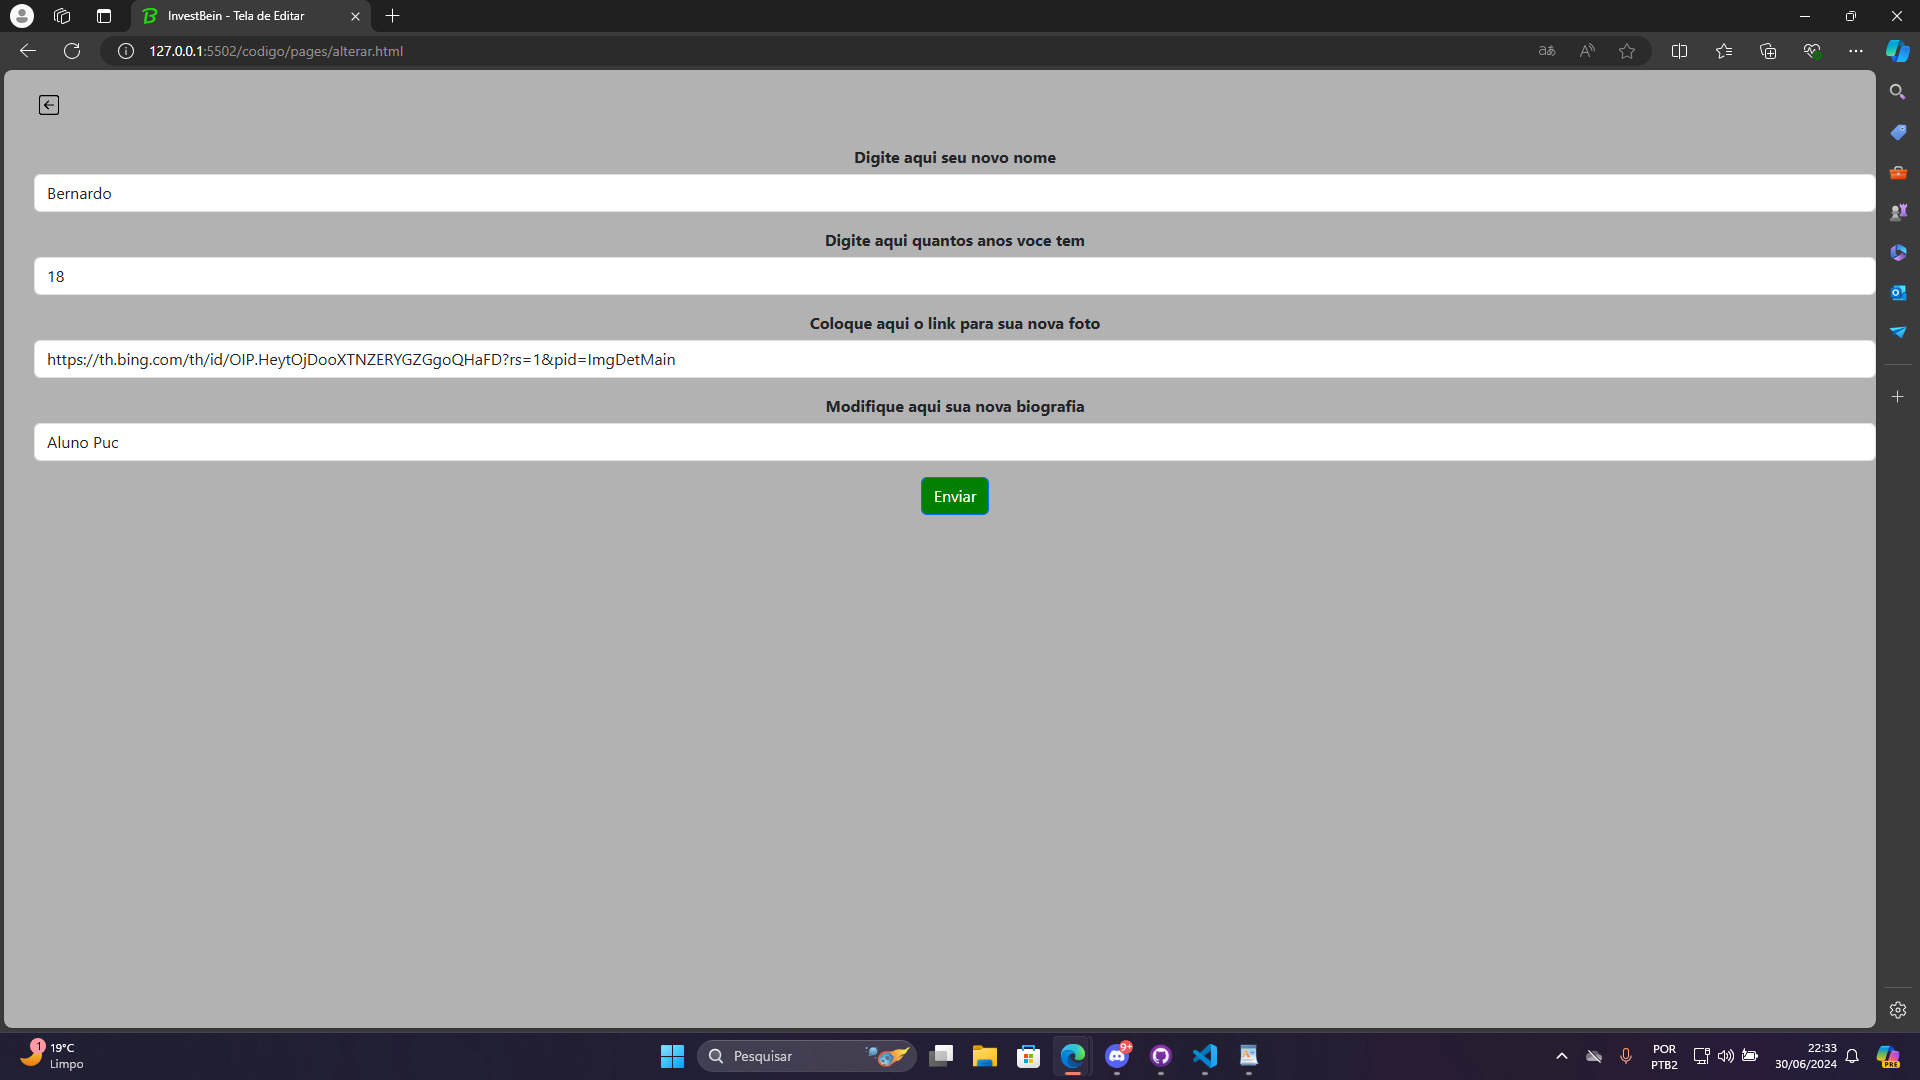 InvestBein - Tela de Editar
127.0.0.1:5502/codigo/pages/alterar.html
Digite aqui seu novo nome
Bernardo
Digite aqui quantos anos voce tem
18
Coloque aqui o link para sua nova foto
https://th.bing.com/th/id/OIP.HeytOjDooXTNZERYGZGgoQHaFD?rs=1&pid=ImgDetMain
Modifique aqui sua nova biografia
Aluno Puc
Enviar
1
19°C
Limpo
Pesquisar
9+
POR
PTB2
22:33
30/06/2024
PRE